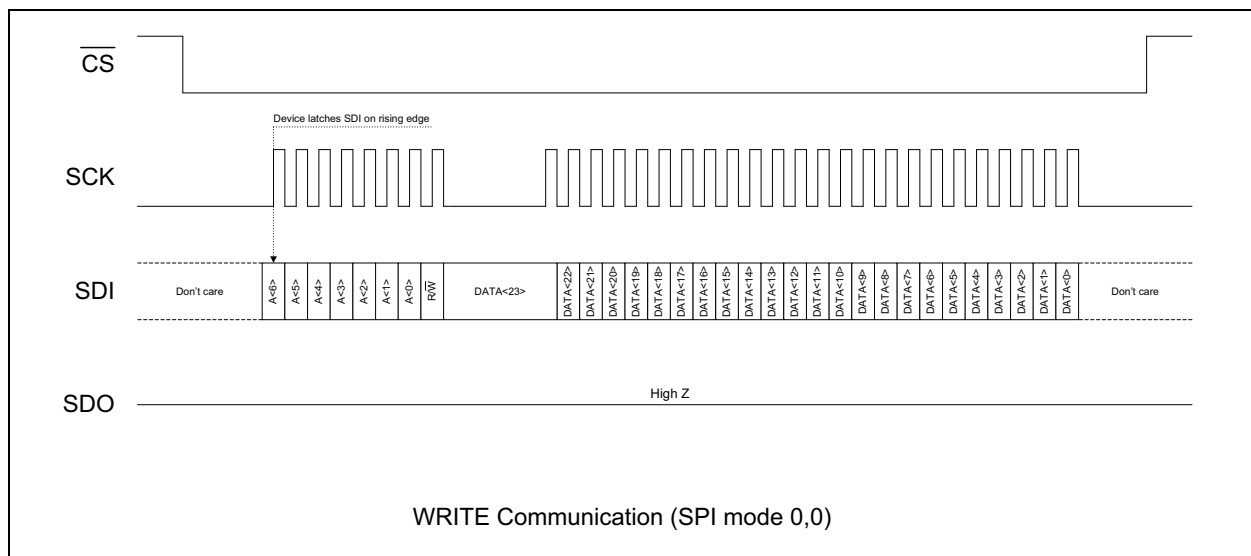 CS
Device latches SDI on rising edge
SCK
SDI
Don't care
A<6>
A<5>
A<4>
A<3>
A<2>
A<1>
A<0>
R/W
DATA<23>
DATA<22>
DATA<21>
DATA<20>
DATA<19>
DATA<18>
DATA<17>
DATA<16>
DATA<15>
DATA<14>
DATA<13>
DATA<12>
DATA<11>
DATA<10>
DATA<9>
DATA<8>
DATA<7>
DATA<6>
DATA<5>
DATA<4>
DATA<3>
DATA<2>
DATA<1>
DATA<0>
Don't care
High Z
SDO
WRITE Communication (SPI mode 0,0)